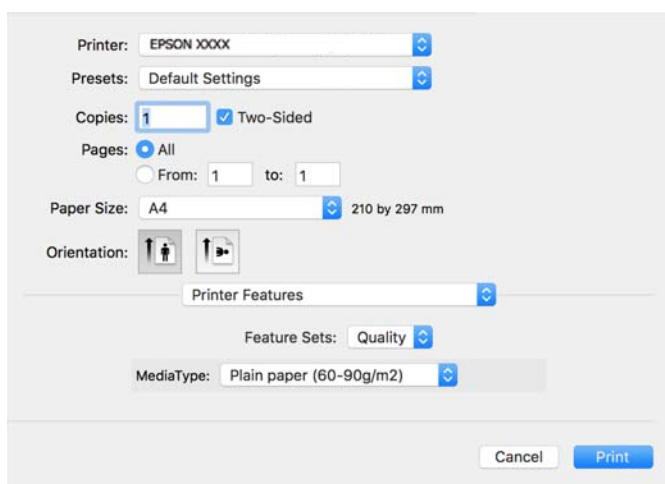 Printer: EPSON XXXX
Presets: Default Settings
Copies: 1 Two-Sided
Pages: All
From: 1 to: 1
Paper Size: A4 210 by 297 mm
Orientation:
Printer Features
Feature Sets: Quality
MediaType: Plain paper (60-90g/m2)
Cancel Print